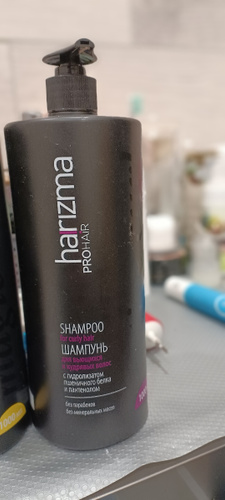 harizma
PROHAIR
SHAMPOO
for curly hair
ШАМПУНЬ
для вьющихся
и кудрявых волос
с гидролизатом
пшеничного белка
и пантенолом
без парабенов
без минеральных масел